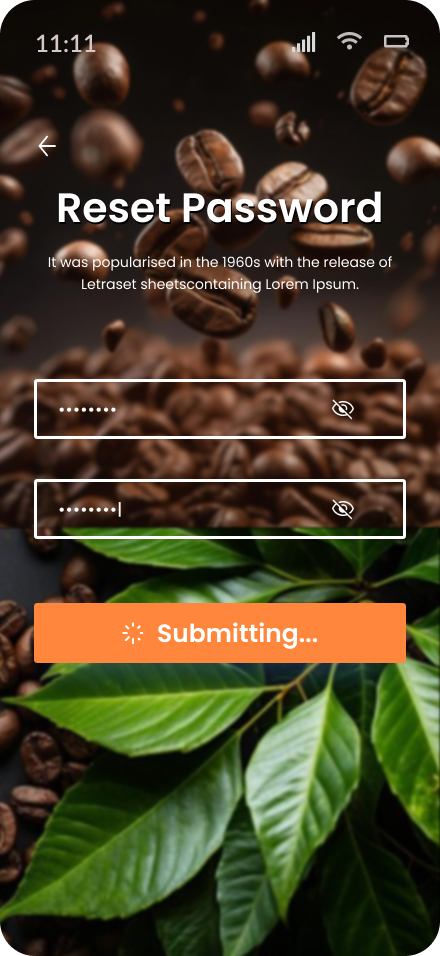 11:11
Reset Password
It was popularised in the 1960s with the release of
Letraset sheetscontaining Lorem Ipsum.
••••••••
••••••••|
Submitting...